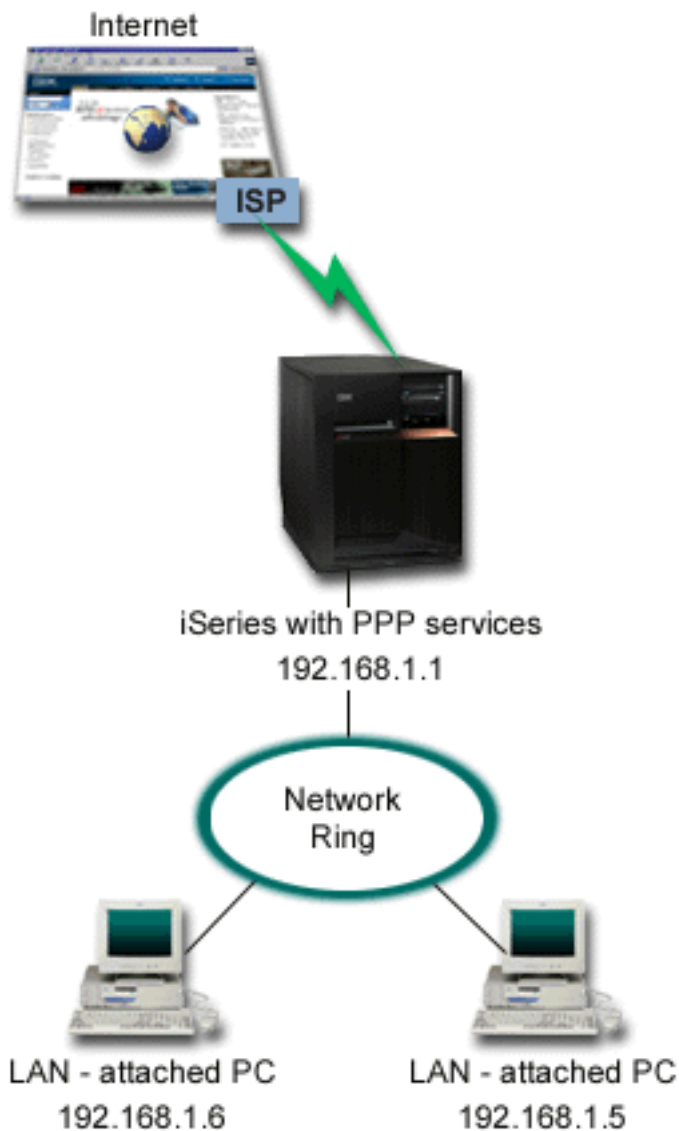 Internet
ISP
iSeries with PPP services
192.168.1.1
Network
Ring
LAN - attached PC
192.168.1.6
LAN - attached PC
192.168.1.5